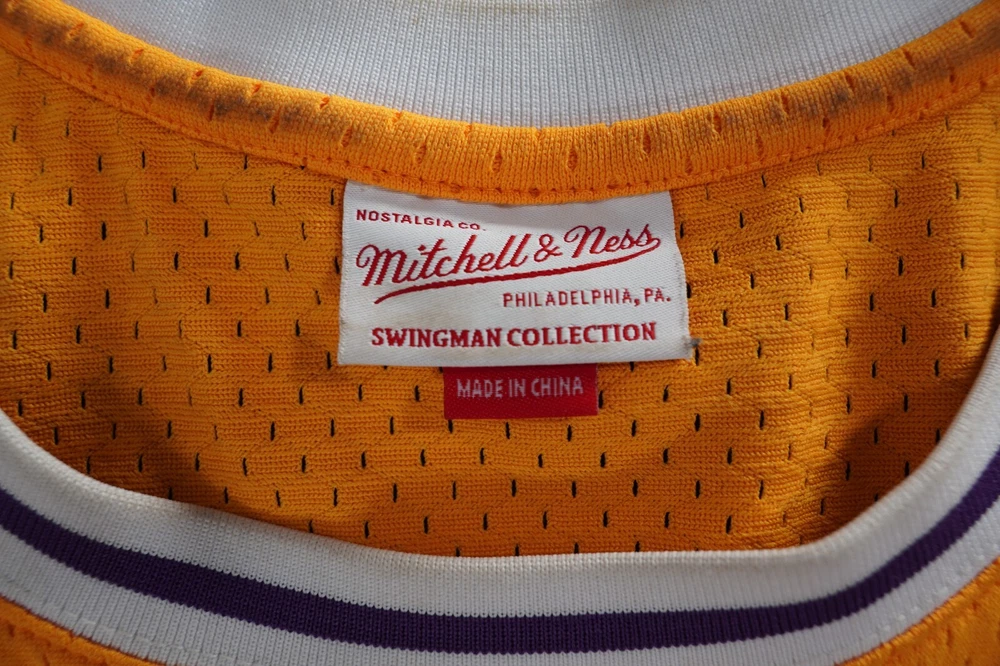 NOSTALGIA CO.
Mitchell & Ness
PHILADELPHIA, PA.
SWINGMAN COLLECTION
MADE IN CHINA